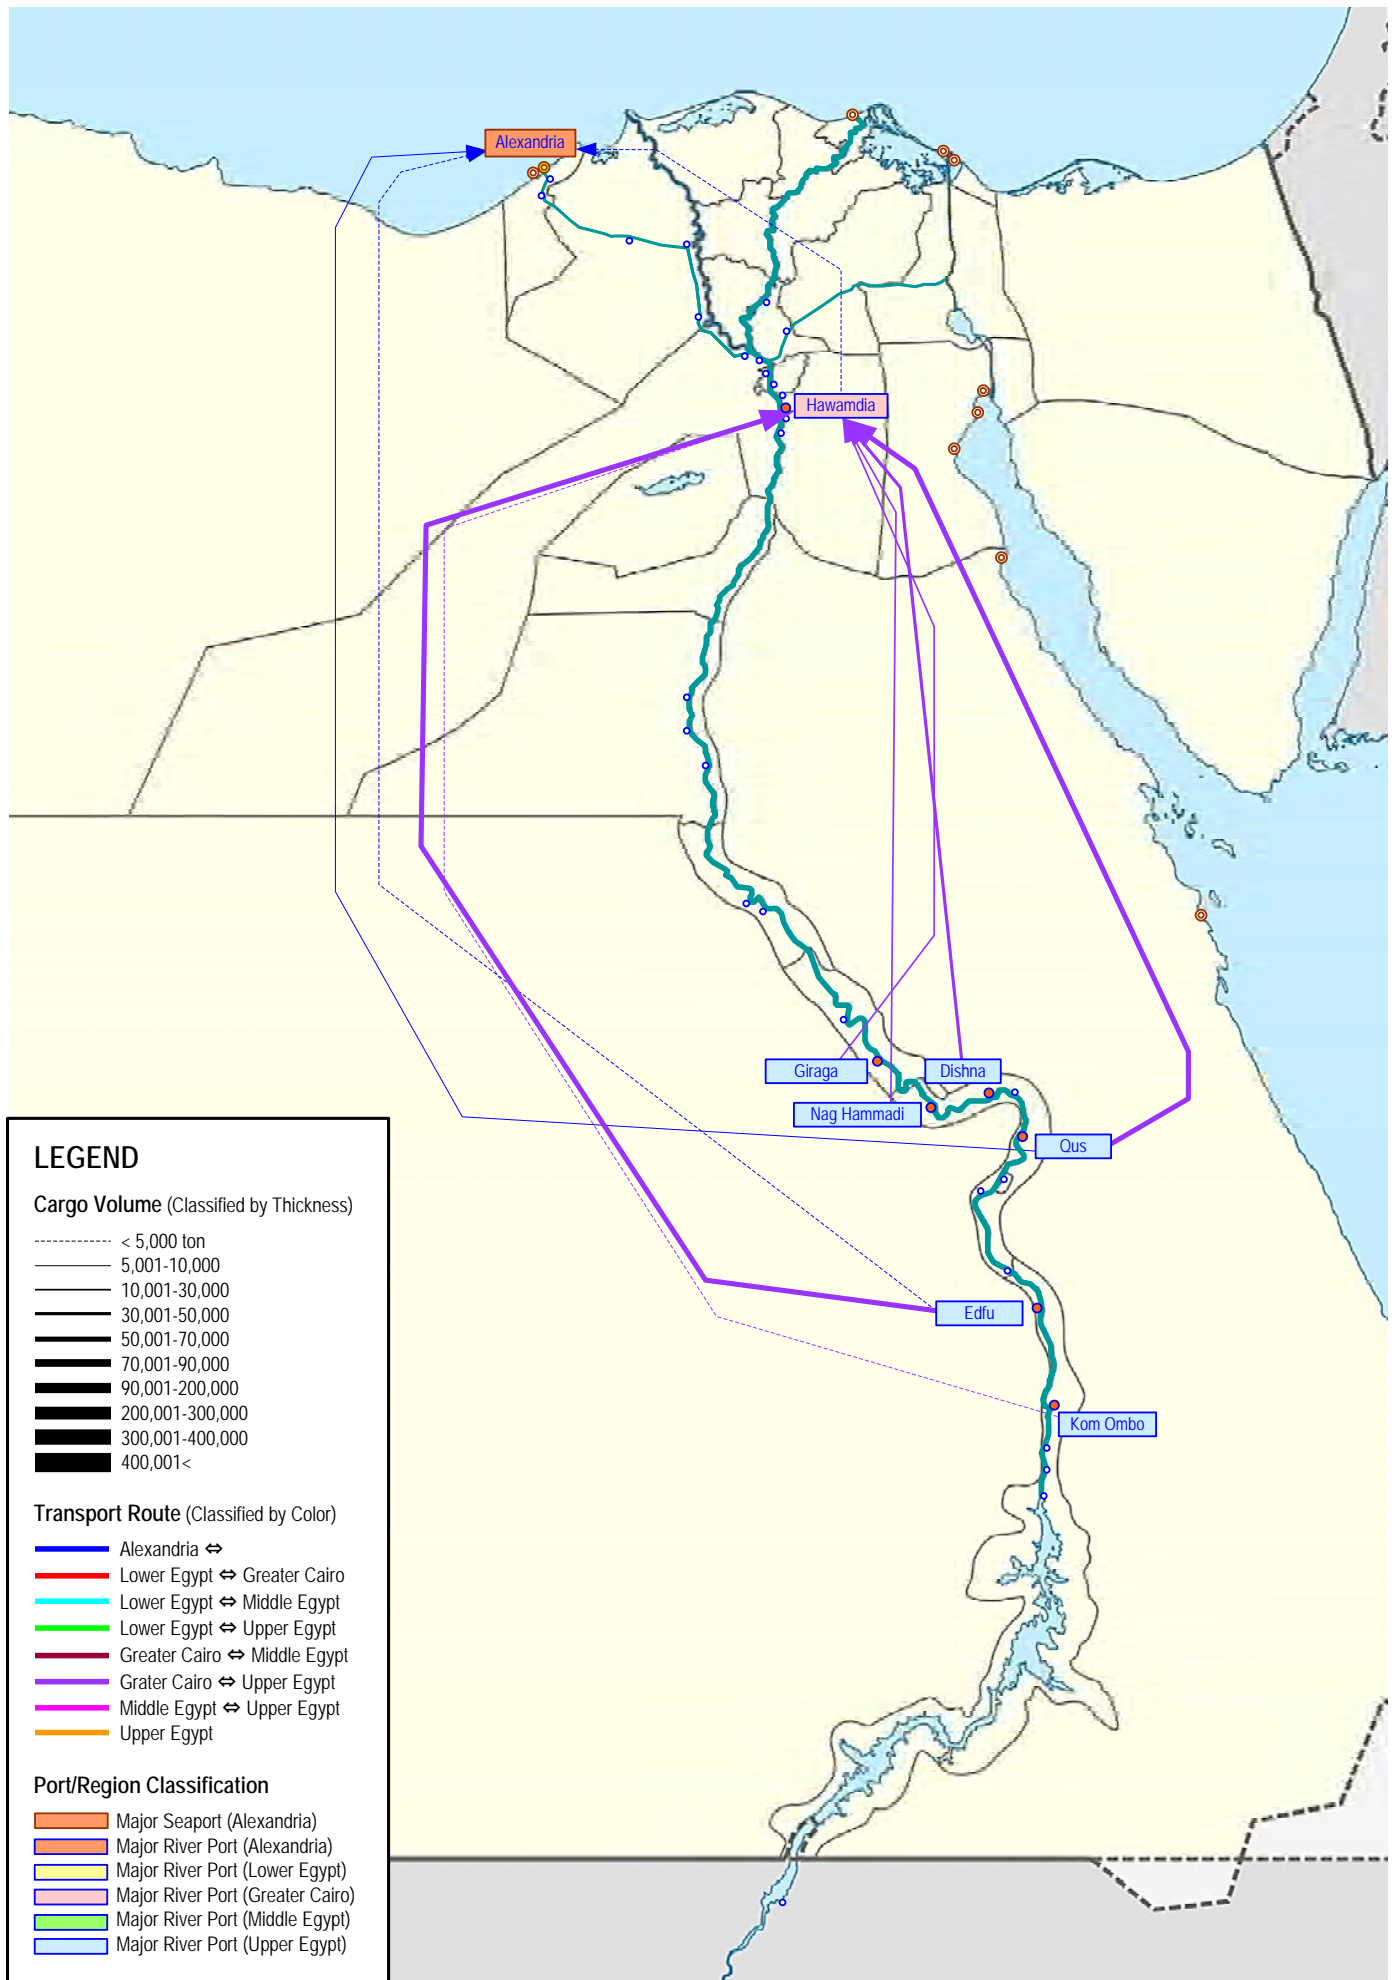 Alexandria
Hawamdia
Giraga
Dishna
Nag Hammadi
Qus
Edfu
Kom Ombo
LEGEND
Cargo Volume (Classified by Thickness)
< 5,000 ton
5,001-10,000
10,001-30,000
30,001-50,000
50,001-70,000
70,001-90,000
90,001-200,000
200,001-300,000
300,001-400,000
400,001<
Transport Route (Classified by Color)
Alexandria ⇔
Lower Egypt ⇔ Greater Cairo
Lower Egypt ⇔ Middle Egypt
Lower Egypt ⇔ Upper Egypt
Greater Cairo ⇔ Middle Egypt
Grater Cairo ⇔ Upper Egypt
Middle Egypt ⇔ Upper Egypt
Upper Egypt
Port/Region Classification
Major Seaport (Alexandria)
Major River Port (Alexandria)
Major River Port (Lower Egypt)
Major River Port (Greater Cairo)
Major River Port (Middle Egypt)
Major River Port (Upper Egypt)